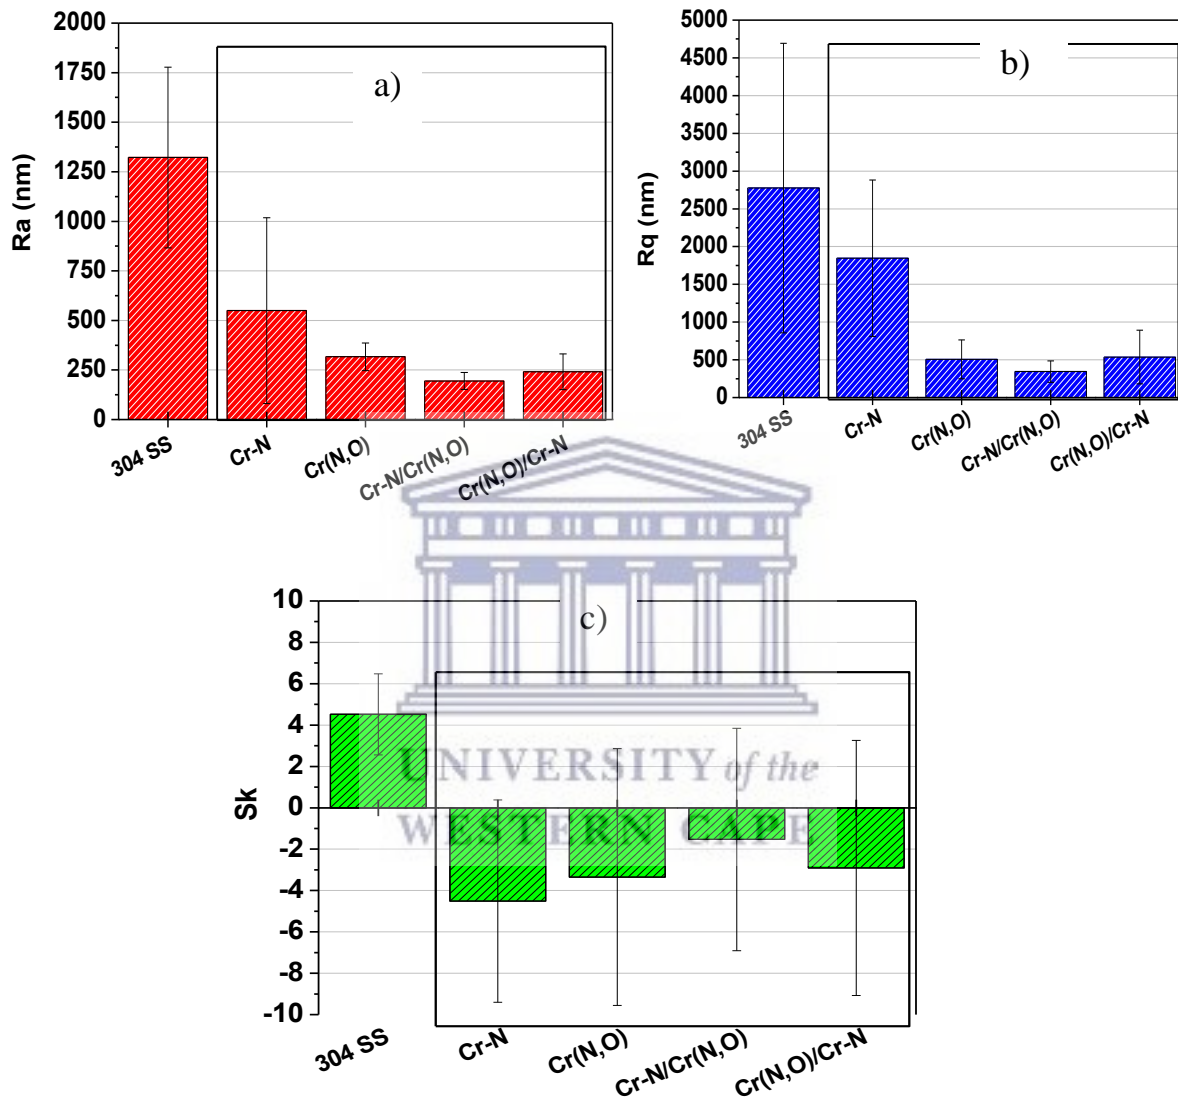 a)
Ra (nm)
2000
1750
1500
1250
1000
750
500
250
0
304 SS
Cr-N
Cr(N,O)
Cr-N/Cr(N,O)
Cr(N,O)/Cr-N
b)
Rq (nm)
5000
4500
4000
3500
3000
2500
2000
1500
1000
500
0
304 SS
Cr-N
Cr(N,O)
Cr-N/Cr(N,O)
Cr(N,O)/Cr-N
c)
Sk
10
8
6
4
2
0
-2
-4
-6
-8
-10
304 SS
Cr-N
Cr(N,O)
Cr-N/Cr(N,O)
Cr(N,O)/Cr-N
UNIVERSITY of the
WESTERN CAPE